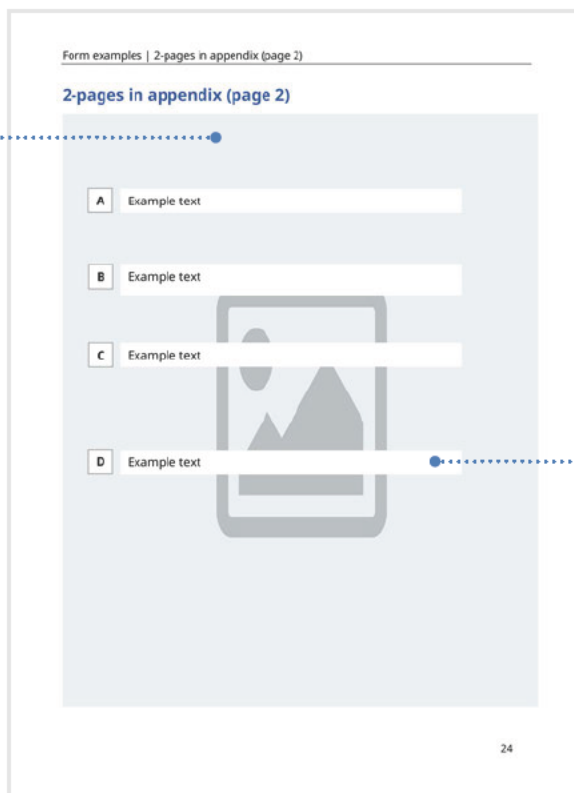 Form examples | 2-pages in appendix (page 2)
2-pages in appendix (page 2)
A Example text
B Example text
C Example text
D Example text
24